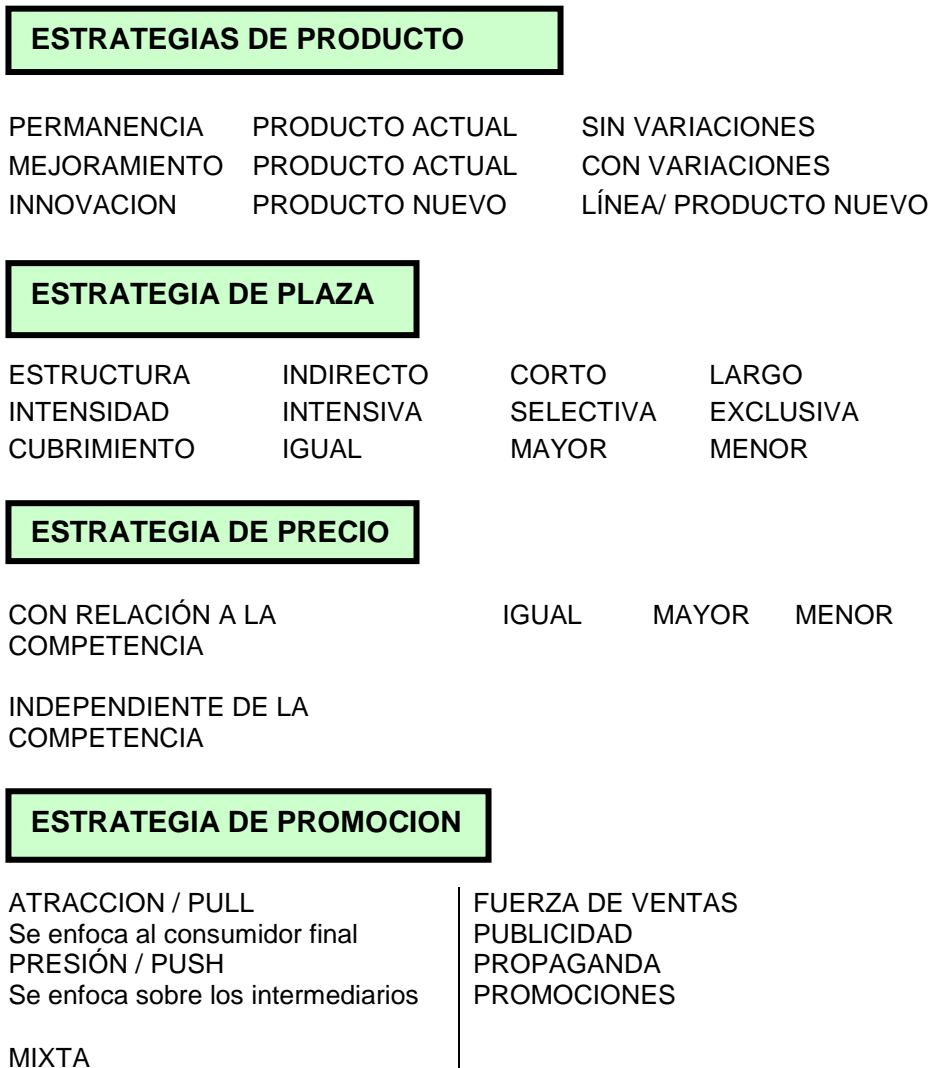 ESTRATEGIAS DE PRODUCTO
PERMANENCIA PRODUCTO ACTUAL SIN VARIACIONES
MEJORAMIENTO PRODUCTO ACTUAL CON VARIACIONES
INNOVACION PRODUCTO NUEVO LÍNEA/ PRODUCTO NUEVO
ESTRATEGIA DE PLAZA
ESTRUCTURA INDIRECTO CORTO LARGO
INTENSIDAD INTENSIVA SELECTIVA EXCLUSIVA
CUBRIMIENTO IGUAL MAYOR MENOR
ESTRATEGIA DE PRECIO
CON RELACIÓN A LA IGUAL MAYOR MENOR
COMPETENCIA
INDEPENDIENTE DE LA
COMPETENCIA
ESTRATEGIA DE PROMOCION
ATRACCION / PULL
Se enfoca al consumidor final
PRESIÓN / PUSH
Se enfoca sobre los intermediarios
MIXTA
FUERZA DE VENTAS
PUBLICIDAD
PROPAGANDA
PROMOCIONES